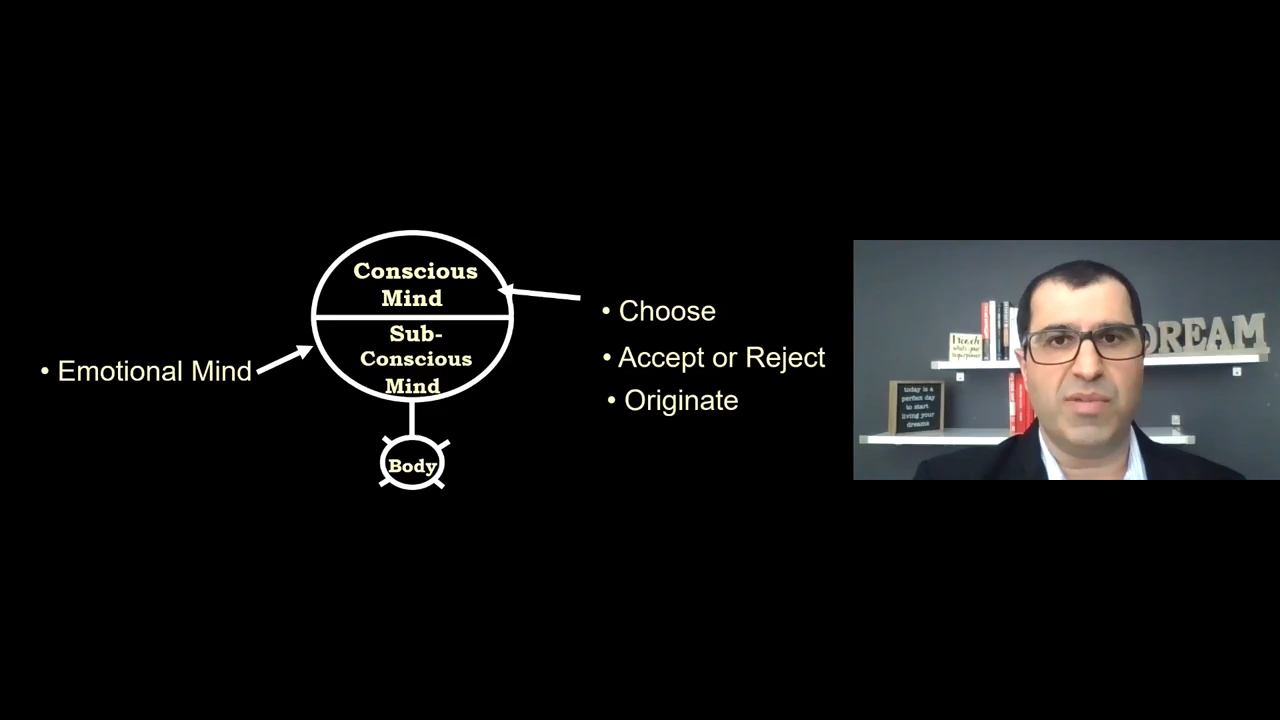 Conscious
Mind
Sub-
Conscious
Mind
Body
• Emotional Mind
• Choose
• Accept or Reject
• Originate
DREAM
today is a
perfect day
to start
living your
dreams